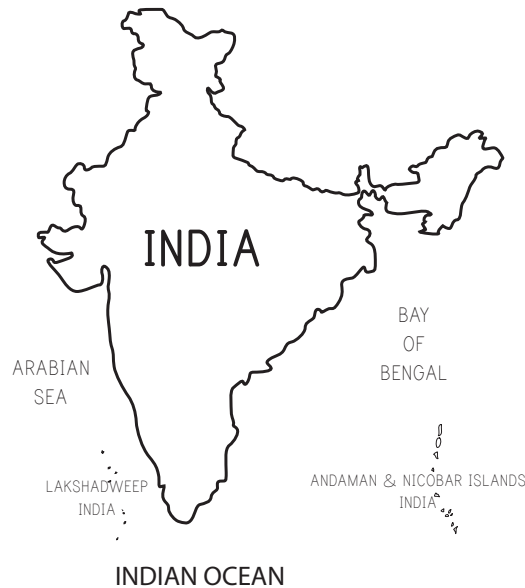 INDIA
BAY
OF
BENGAL
ARABIAN
SEA
LAKSHADWEEP
INDIA
ANDAMAN & NICOBAR ISLANDS
INDIA
INDIAN OCEAN